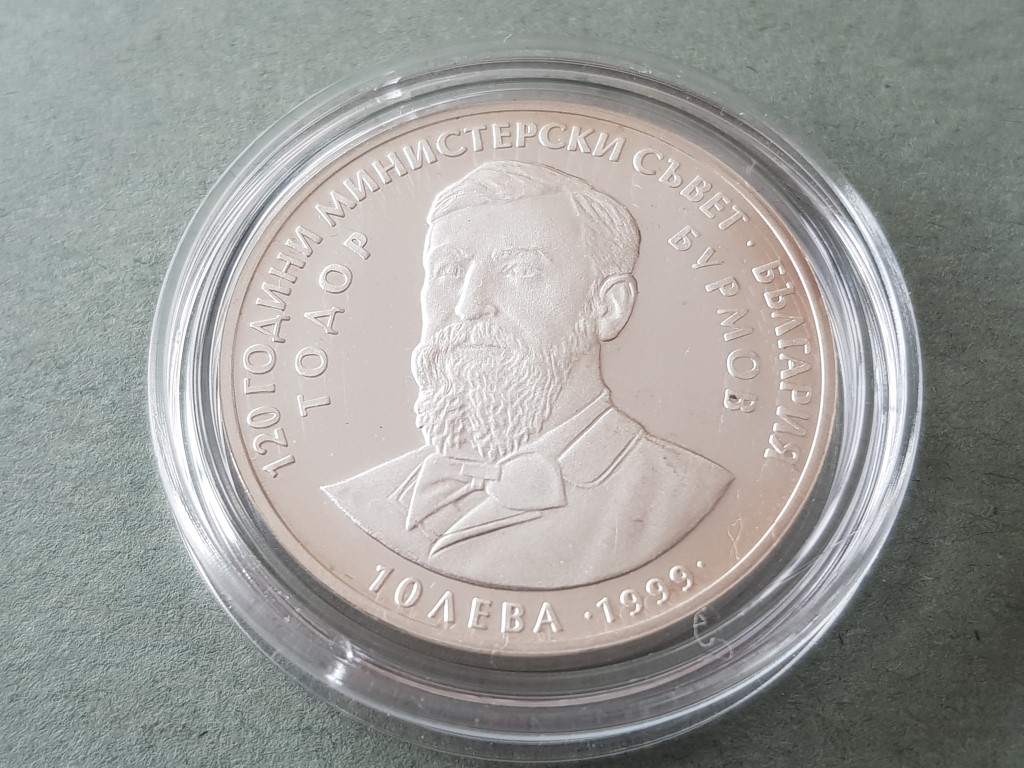 120 ГОДИНИ МИНИСТЕРСКИ СЪВЕТ · БЪЛГАРИЯ
ТОДОР
БУРМОВ
10 ЛЕВА · 1999 ·